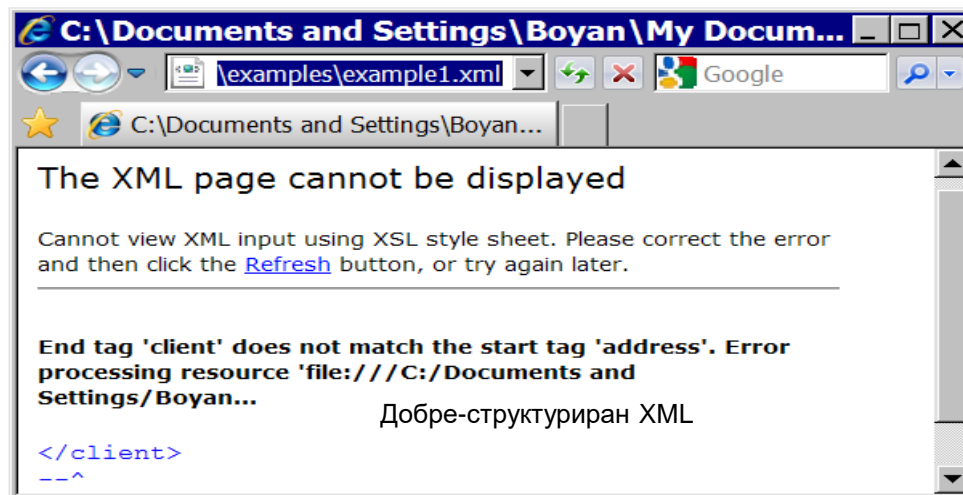 C:\Documents and Settings\Boyan\My Docum...
\examples\example1.xml
Google
C:\Documents and Settings\Boyan...
The XML page cannot be displayed
Cannot view XML input using XSL style sheet. Please correct the error
and then click the Refresh button, or try again later.
End tag 'client' does not match the start tag 'address'. Error
processing resource 'file:///C:/Documents and
Settings/Boyan...
Добре-структуриран XML
</client>
--^